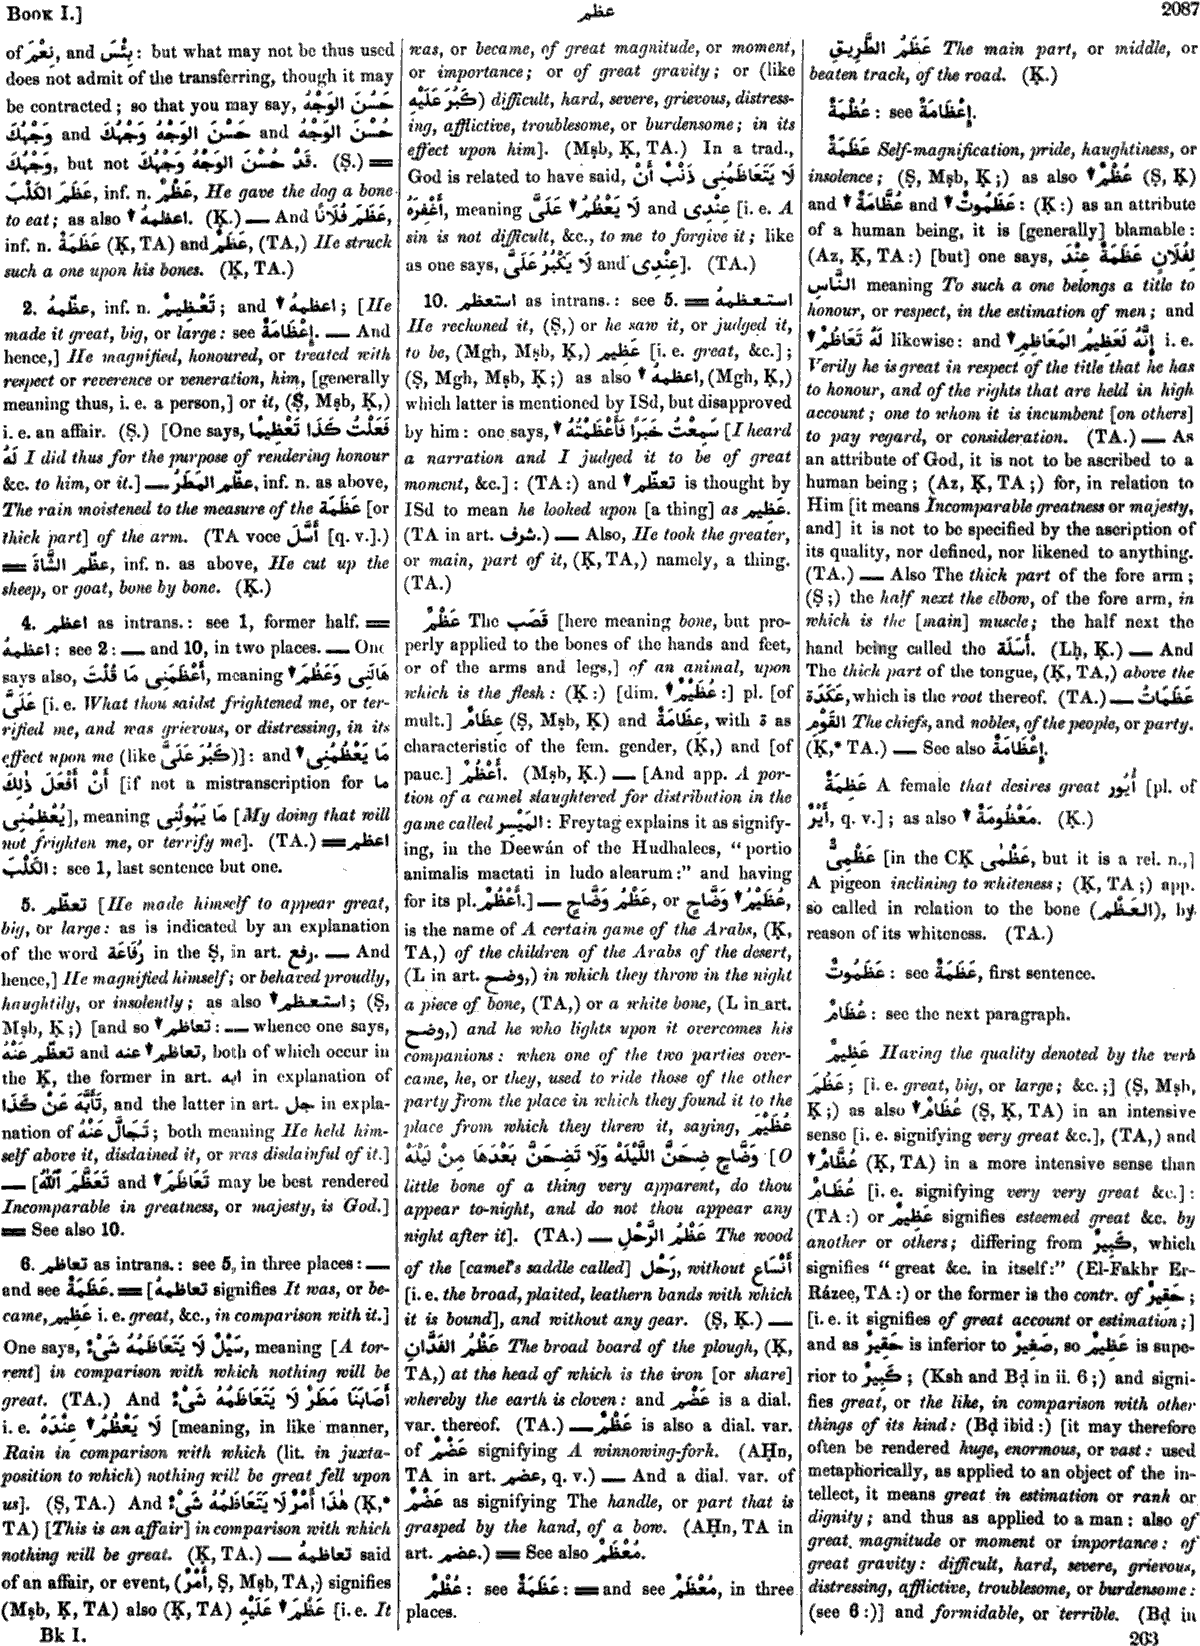 Book I.]
عظم
2087
of نِعْمَ, and بِئْسَ: but what may not be thus used
does not admit of the transferring, though it may
be contracted; so that you may say, حَسُنَ الوَجْهُ
وَجْهُكَ and حَسْنَ الوَجْهُ وَجْهُكَ and حُسْنَ الوَجْهُ
وَجْهُكَ, but not قَدْ حُسْنَ الوَجْهُ وَجْهُكَ. (Ṣ.) ==
عَظَمَ الكَلْبَ, inf. n. عَظْمٌ, He gave the dog a bone
to eat; as also ▾ اعظمهُ. (Ḳ.) — And عَظَمَ فُلَانًا,
inf. n. عَظْمَةٌ (Ḳ, TA) and عَظْمٌ, (TA,) He struck
such a one upon his bones. (Ḳ, TA.)
2. عظّمهُ, inf. n. تَعْظِيمٌ; and ▾ اعظمهُ; [He
made it great, big, or large: see إِعْظَامَةٌ. — And
hence,] He magnified, honoured, or treated with
respect or reverence or veneration, him, [generally
meaning thus, i. e. a person,] or it, (Ṣ, Mṣb, Ḳ,)
i. e. an affair. (Ṣ.) [One says, فَعَلْتُ كَذَا تَعْظِيمًا
لَهُ I did thus for the purpose of rendering honour
&c. to him, or it.] — عظّم المَطَرُ, inf. n. as above,
The rain moistened to the measure of the عَظَمَة [or
thick part] of the arm. (TA voce أَسَّلَ [q. v.].)
== عظّم الشَّاةَ, inf. n. as above, He cut up the
sheep, or goat, bone by bone. (Ḳ.)
4. اعظم as intrans.: see 1, former half. ==
اعظمهُ: see 2: — and 10, in two places. — One
says also, أَعْظَمَنِى مَا قُلْتَ, meaning ▾ هَالَنِى وَعَظُمَ
عَلَىَّ [i. e. What thou saidst frightened me, or ter-
rified me, and was grievous, or distressing, in its
effect upon me (like كَبُرَ عَلَىَّ)]: and ▾ مَا يَعْظُمُنِى
أَنْ أَفْعَلَ ذٰلِكَ [if not a mistranscription for مَا
يُعْظِمُنِى], meaning مَا يَهُولُنِى [My doing that will
not frighten me, or terrify me]. (TA.) == اعظم
الكَلْبَ: see 1, last sentence but one.
5. تعظّم [He made himself to appear great,
big, or large: as is indicated by an explanation
of the word رُفَاعَة in the Ṣ, in art. رفع. — And
hence,] He magnified himself; or behaved proudly,
haughtily, or insolently; as also ▾ استعظم; (Ṣ,
Mṣb, Ḳ;) [and so ▾ تعاظم: — whence one says,
تعظّم عَنْهُ and ▾ تعاظم عنه, both of which occur in
the Ḳ, the former in art. ابه in explanation of
تَأَبَّهَ عَنْ كَذَا, and the latter in art. جل in expla-
nation of تَجَالَّ عَنْهُ; both meaning He held him-
self above it, disdained it, or was disdainful of it.]
— [تَعَظَّمَ ٱللّٰهُ and ▾ تَعَاظَمَ may be best rendered
Incomparable in greatness, or majesty, is God.]
== See also 10.
6. تعاظم as intrans.: see 5, in three places: —
and see عَظَمَةٌ. == [تعاظمهُ signifies It was, or be-
came, عَظِيم i. e. great, &c., in comparison with it.]
One says, سَيْلٌ لَا يَتَعَاظَمُهُ شَىْءٌ, meaning [A tor-
rent] in comparison with which nothing will be
great. (TA.) And أَصَابَنَا مَطَرٌ لَا يَتَعَاظَمُهُ شَىْءٌ
i. e. لَا يَعْظُمُ ▾ عِنْدَهُ [meaning, in like manner,
Rain in comparison with which (lit. in juxta-
position to which) nothing will be great fell upon
us]. (Ṣ, TA.) And هٰذَا أَمْرٌ لَا يَتَعَاظَمُهُ شَىْءٌ (Ḳ,*
TA) [This is an affair] in comparison with which
nothing will be great. (Ḳ, TA.) — تعاظمهُ said
of an affair, or event, (أَمْرٌ, Ṣ, Mṣb, TA,) signifies
(Mṣb, Ḳ, TA) also (Ḳ, TA) عَظُمَ ▾ عَلَيْهِ [i. e. It
Bk I.
was, or became, of great magnitude, or moment,
or importance; or of great gravity; or (like
كَبُرَ عَلَيْهِ) difficult, hard, severe, grievous, distress-
ing, afflictive, troublesome, or burdensome; in its
effect upon him]. (Mṣb, Ḳ, TA.) In a trad.,
God is related to have said, لَا يَتَعَاظَمُنِى ذَنْبٌ أَنْ
أَغْفِرَهُ, meaning لَا يَعْظُمُ ▾ عَلَىَّ and عِنْدِى [i. e. A
sin is not difficult, &c., to me to forgive it; like
as one says, لَا يَكْبُرُ عَلَىَّ and عِنْدِى]. (TA.)
10. استعظم as intrans.: see 5. == استعظمهُ
He reckoned it, (Ṣ,) or he saw it, or judged it,
to be, (Mgh, Mṣb, Ḳ,) عَظِيم [i. e. great, &c.];
(Ṣ, Mgh, Mṣb, Ḳ;) as also ▾ اعظمهُ, (Mgh, Ḳ,)
which latter is mentioned by ISd, but disapproved
by him: one says, ▾ سَمِعْتُ خَبَرًا فَأَعْظَمْتُهُ [I heard
a narration and I judged it to be of great
moment, &c.]: (TA:) and ▾ تعظّم is thought by
ISd to mean he looked upon [a thing] as عَظِيم.
(TA in art. شرف.) — Also, He took the greater,
or main, part of it, (Ḳ, TA,) namely, a thing.
(TA.)
عَظْمٌ The قَصَب [here meaning bone, but pro-
perly applied to the bones of the hands and feet,
or of the arms and legs,] of an animal, upon
which is the flesh: (Ḳ:) [dim. ▾ عُظَيْمٌ:] pl. [of
mult.] عِظَامٌ (Ṣ, Mṣb, Ḳ) and عِظَامَةٌ, with ة as
characteristic of the fem. gender, (Ḳ,) and [of
pauc.] أَعْظُمٌ. (Mṣb, Ḳ.) — [And app. A por-
tion of a camel slaughtered for distribution in the
game called المَيْسِر: Freytag explains it as signify-
ing, in the Deewán of the Hudhalees, “portio
animalis mactati in ludo alearum:” and having
for its pl. أَعْظُمٌ.] — عَظْمُ وَضَّاحٍ, or ▾ عُظَيْمُ وَضَّاحٍ,
is the name of A certain game of the Arabs, (Ḳ,
TA,) of the children of the Arabs of the desert,
(L in art. وضح,) in which they throw in the night
a piece of bone, (TA,) or a white bone, (L in art.
وضح,) and he who lights upon it overcomes his
companions: when one of the two parties over-
came, he, or they, used to ride those of the other
party from the place in which they found it to the
place from which they threw it, saying, عُظَيْمَ
وَضَّاحٍ ضِحَنَّ اللَّيْلَهْ وَلَا تَضِحَنَّ بَعْدَهَا مِنْ لَيْلَهْ [O
little bone of a thing very apparent, do thou
appear to-night, and do not thou appear any
night after it]. (TA.) — عَظْمُ الرَّحْلِ The wood
of the [camel's saddle called] رَحْل, without أَنْسَاع
[i. e. the broad, plaited, leathern bands with which
it is bound], and without any gear. (Ṣ, Ḳ.) —
عَظْمُ الفَدَّانِ The broad board of the plough, (Ḳ,
TA,) at the head of which is the iron [or share]
whereby the earth is cloven: and عَضْمٌ is a dial.
var. thereof. (TA.) — عَظْمٌ is also a dial. var.
of عَضْمٌ signifying A winnowing-fork. (AḤn,
TA in art. عضم, q. v.) — And a dial. var. of
عَضْمٌ as signifying The handle, or part that is
grasped by the hand, of a bow. (AḤn, TA in
art. عضم.) == See also مُعْظَمٌ.
عُظْمٌ: see عَظَمَةٌ: == and see مُعْظَمٌ, in three
places.
عَظَمُ الطَّرِيقِ The main part, or middle, or
beaten track, of the road. (Ḳ.)
عُظْمَةٌ: see إِعْظَامَةٌ.
عَظَمَةٌ Self-magnification, pride, haughtiness, or
insolence; (Ṣ, Mṣb, Ḳ;) as also ▾ عُظْمٌ (Ṣ, Ḳ)
and ▾ عُظَّامَةٌ and ▾ عَظَمُوتٌ: (Ḳ:) as an attribute
of a human being, it is [generally] blamable:
(Az, Ḳ, TA:) [but] one says, لِفُلَانٍ عَظَمَةٌ عِنْدَ
النَّاسِ meaning To such a one belongs a title to
honour, or respect, in the estimation of men; and
▾ لَهُ تَعَاظُمٌ likewise: and ▾ إِنَّهُ لَعَظِيمُ المَعَاظِمِ i. e.
Verily he is great in respect of the title that he has
to honour, and of the rights that are held in high
account; one to whom it is incumbent [on others]
to pay regard, or consideration. (TA.) — As
an attribute of God, it is not to be ascribed to a
human being; (Az, Ḳ, TA;) for, in relation to
Him [it means Incomparable greatness or majesty,
and] it is not to be specified by the ascription of
its quality, nor defined, nor likened to anything.
(TA.) — Also The thick part of the fore arm;
(Ṣ;) the half next the elbow, of the fore arm, in
which is the [main] muscle; the half next the
hand being called the أَسَلَة. (Lḥ, Ḳ.) — And
The thick part of the tongue, (Ḳ, TA,) above the
عَكَدَة, which is the root thereof. (TA.) — عَظَمَاتُ
القَوْمِ The chiefs, and nobles, of the people, or party.
(Ḳ,* TA.) — See also إِعْظَامَةٌ.
عَظِمَةٌ A female that desires great أُيُور [pl. of
أَيْرٌ, q. v.]; as also ▾ مَعْظُومَةٌ. (Ḳ.)
عَظْمِىٌّ [in the CḲ عَظْمٰى, but it is a rel. n.,]
A pigeon inclining to whiteness; (Ḳ, TA;) app.
so called in relation to the bone (العَظْم), by
reason of its whiteness. (TA.)
عَظَمُوتٌ: see عَظَمَةٌ, first sentence.
عُظَامٌ: see the next paragraph.
عَظِيمٌ Having the quality denoted by the verb
عَظُمَ; [i. e. great, big, or large; &c.;] (Ṣ, Mṣb,
Ḳ;) as also ▾ عُظَامٌ (Ṣ, Ḳ, TA) in an intensive
sense [i. e. signifying very great &c.], (TA,) and
▾ عُظَّامٌ (Ḳ, TA) in a more intensive sense than
عُظَامٌ [i. e. signifying very very great &c.]:
(TA:) or عَظِيمٌ signifies esteemed great &c. by
another or others; differing from كَبِيرٌ, which
signifies “great &c. in itself:” (El-Fakhr Er-
Rázee, TA:) or the former is the contr. of حَقِيرٌ;
[i. e. it signifies of great account or estimation;]
and as حَقِيرٌ is inferior to صَغِيرٌ, so عَظِيمٌ is supe-
rior to كَبِيرٌ; (Ksh and Bḍ in ii. 6;) and signi-
fies great, or the like, in comparison with other
things of its kind: (Bḍ ibid:) [it may therefore
often be rendered huge, enormous, or vast: used
metaphorically, as applied to an object of the in-
tellect, it means great in estimation or rank or
dignity; and thus as applied to a man: also of
great magnitude or moment or importance: of
great gravity: difficult, hard, severe, grievous,
distressing, afflictive, troublesome, or burdensome:
(see 6:)] and formidable, or terrible. (Bḍ in
263